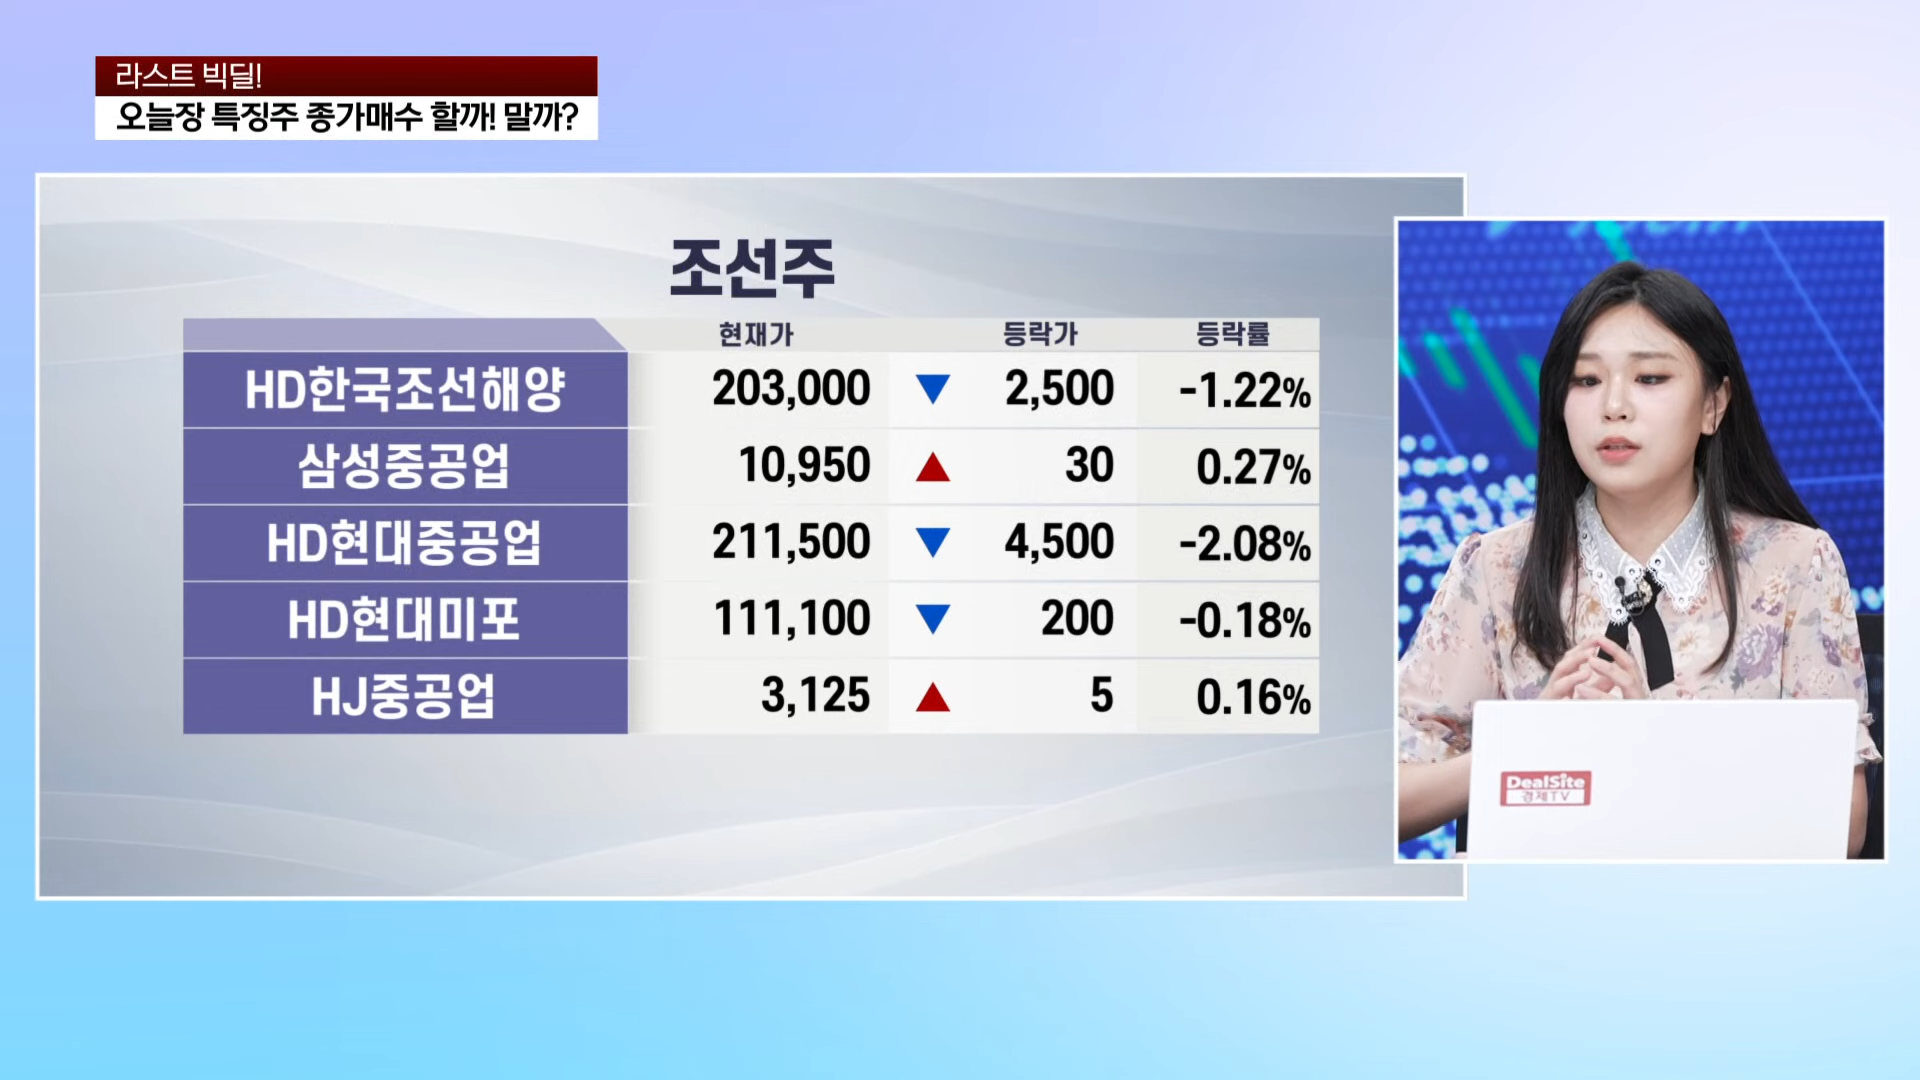 라스트 빅딜!
오늘장 특징주 종가매수 할까! 말까?
조선주
현재가 등락가 등락률
HD한국조선해양 203,000 ▼ 2,500 -1.22%
삼성중공업 10,950 ▲ 30 0.27%
HD현대중공업 211,500 ▼ 4,500 -2.08%
HD현대미포 111,100 ▼ 200 -0.18%
HJ중공업 3,125 ▲ 5 0.16%
DealSite
경제TV